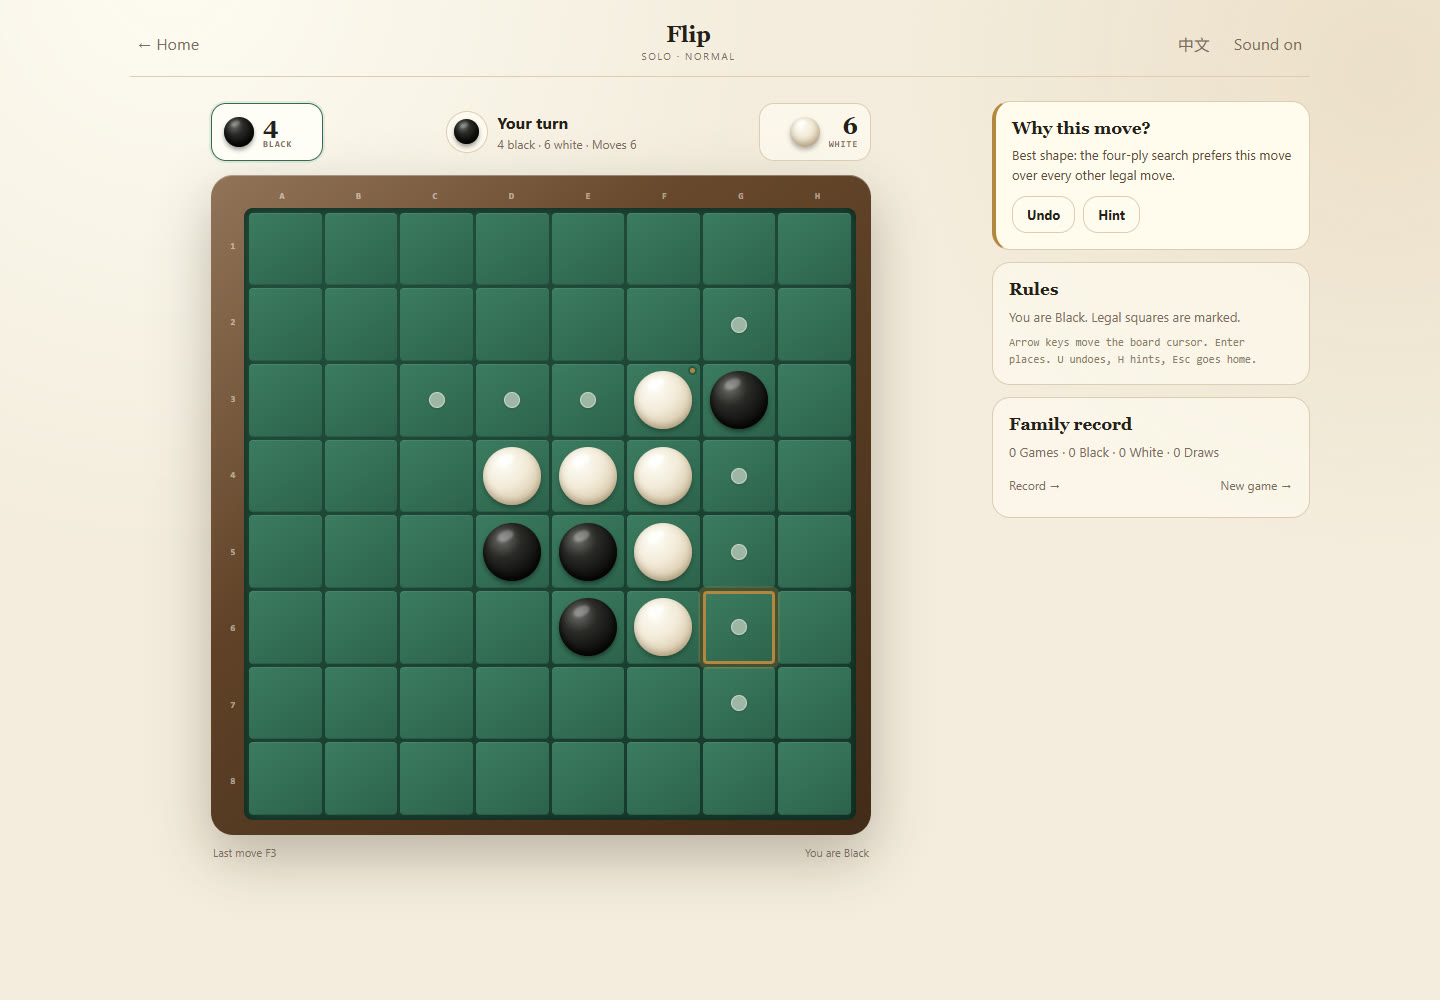 ← Home
Flip
SOLO · NORMAL
中文
Sound on
4
BLACK
Your turn
4 black · 6 white · Moves 6
6
WHITE
A B C D E F G H
1
2
3
4
5
6
7
8
Last move F3
You are Black
Why this move?
Best shape: the four-ply search prefers this move
over every other legal move.
Undo
Hint
Rules
You are Black. Legal squares are marked.
Arrow keys move the board cursor. Enter
places. U undoes, H hints, Esc goes home.
Family record
0 Games · 0 Black · 0 White · 0 Draws
Record →
New game →